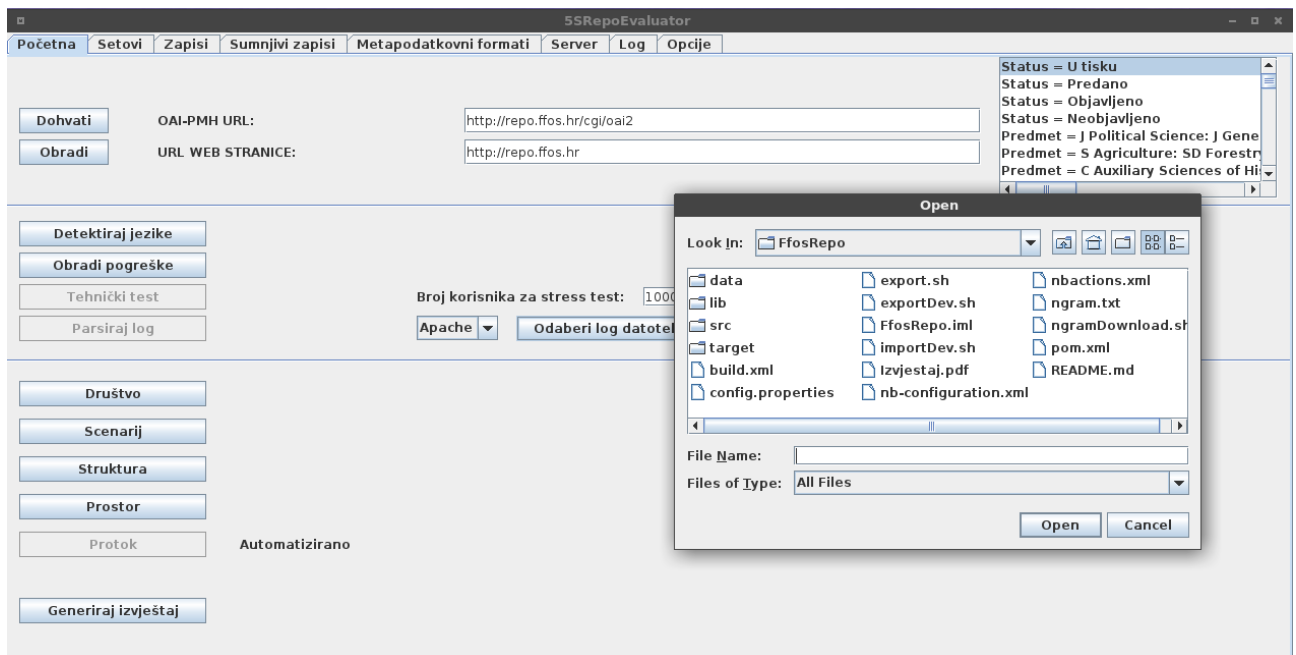 5SRepoEvaluator
Početna Setovi Zapisi Sumnjivi zapisi Metapodatkovni formati Server Log Opcije
Status = U tisku
Status = Predano
Status = Objavljeno
Status = Neobjavljeno
Predmet = J Political Science: J Gene
Predmet = S Agriculture: SD Forestry
Predmet = C Auxiliary Sciences of Hi
Dohvati OAI-PMH URL: http://repo.ffos.hr/cgi/oai2
Obradi URL WEB STRANICE: http://repo.ffos.hr
Detektiraj jezike
Obradi pogreške
Tehnički test Broj korisnika za stress test: 1000
Parsiraj log Apache Odaberi log datotel
Društvo
Scenarij
Struktura
Prostor
Protok Automatizirano
Generiraj izvještaj
Open
Look In: FfosRepo
data export.sh nbactions.xml
lib exportDev.sh ngram.txt
src FfosRepo.iml ngramDownload.sh
target importDev.sh pom.xml
build.xml Izvjestaj.pdf README.md
config.properties nb-configuration.xml
File Name:
Files of Type: All Files
Open Cancel